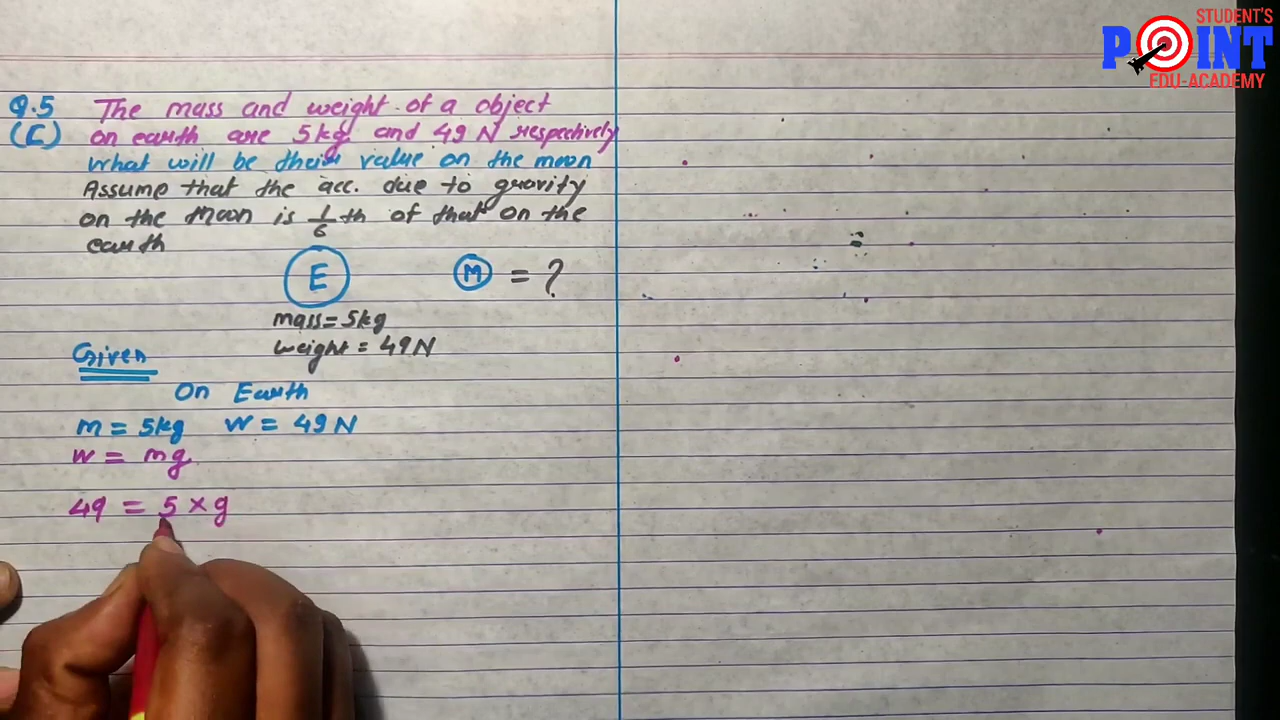 STUDENT'S
POINT
EDU-ACADEMY
Q.5 The mass and weight of a object
(C) on earth are 5kg and 49 N respectively
what will be their value on the moon
Assume that the acc. due to gravity
on the Moon is 1/6 th of that on the
earth
E M = ?
mass = 5kg
weight = 49 N
Given
On Earth
m = 5kg W = 49 N
W = mg
49 = 5 × g